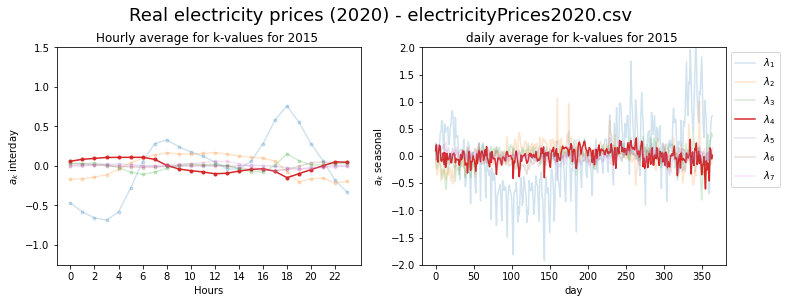 Real electricity prices (2020) - electricityPrices2020.csv
Hourly average for k-values for 2015
1.5
1.0
0.5
0.0
−0.5
−1.0
a_k interday
0 2 4 6 8 10 12 14 16 18 20 22
Hours
daily average for k-values for 2015
2.0
1.5
1.0
0.5
0.0
−0.5
−1.0
−1.5
−2.0
a_k seasonal
0 50 100 150 200 250 300 350
day
λ₁
λ₂
λ₃
λ₄
λ₅
λ₆
λ₇